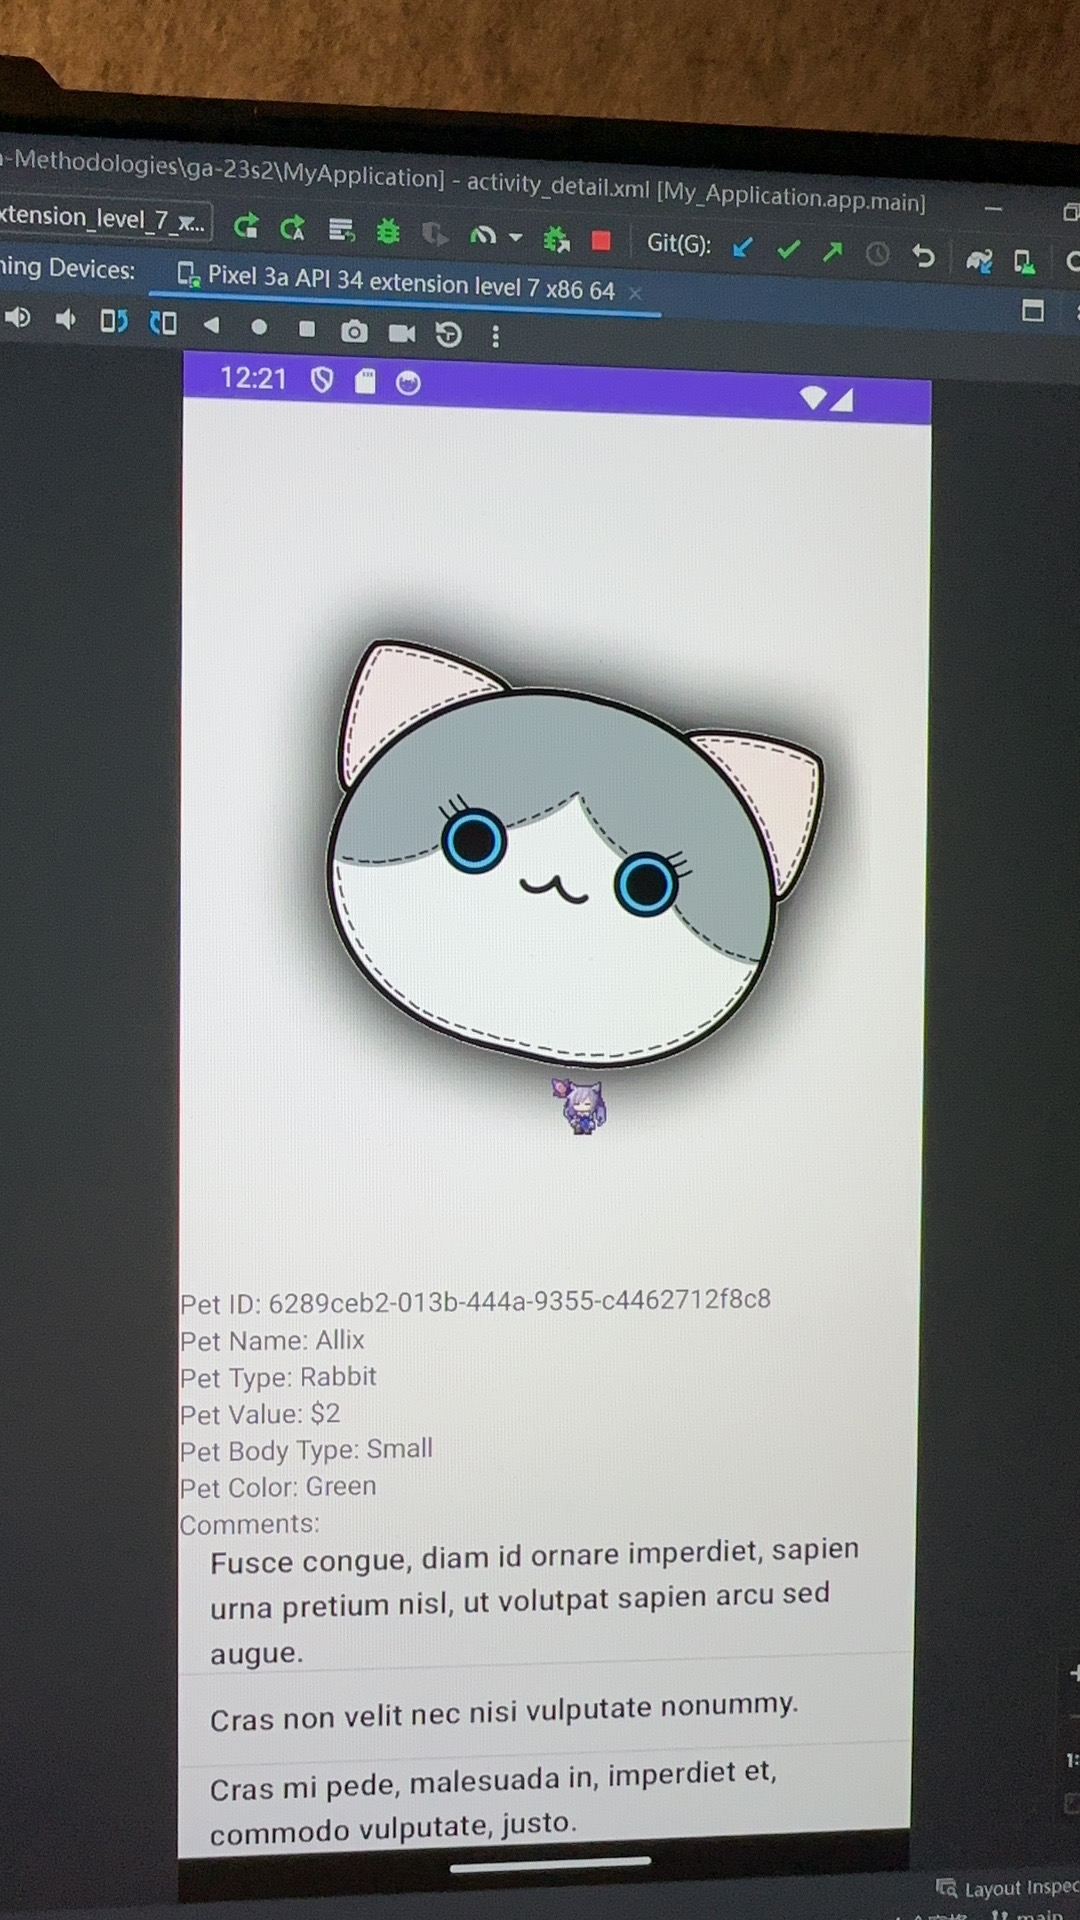 -Methodologies\ga-23s2\MyApplication] - activity_detail.xml [My_Application.app.main]
xtension_level_7_x...
Git(G):
ing Devices:
Pixel 3a API 34 extension level 7 x86 64
12:21
Pet ID: 6289ceb2-013b-444a-9355-c4462712f8c8
Pet Name: Allix
Pet Type: Rabbit
Pet Value: $2
Pet Body Type: Small
Pet Color: Green
Comments:
Fusce congue, diam id ornare imperdiet, sapien
urna pretium nisl, ut volutpat sapien arcu sed
augue.
Cras non velit nec nisi vulputate nonummy.
Cras mi pede, malesuada in, imperdiet et,
commodo vulputate, justo.
1:
Layout Inspec
main